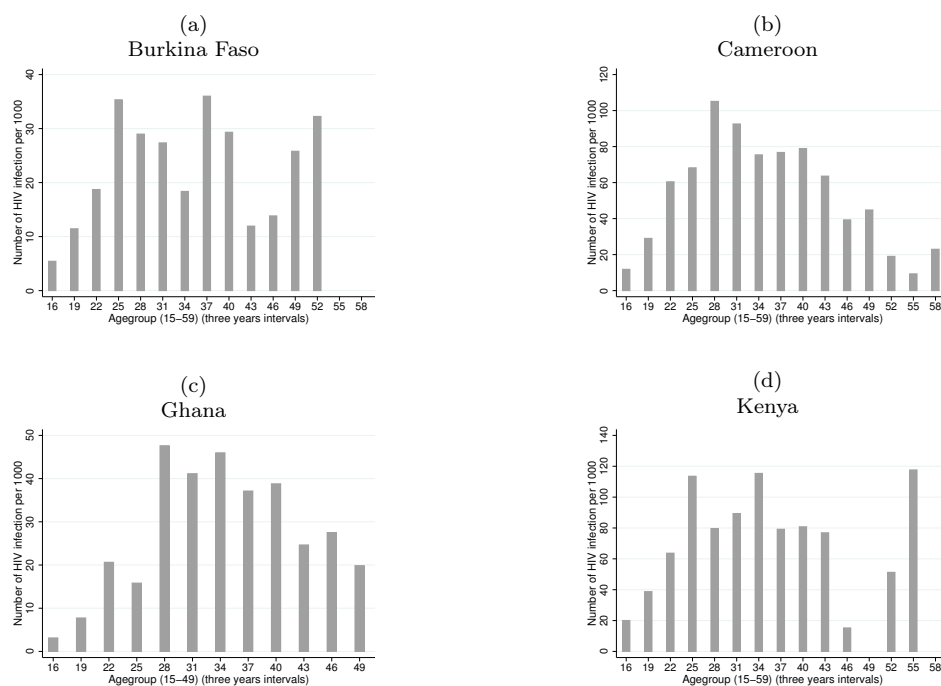 (a)
Burkina Faso
Number of HIV infection per 1000
0 10 20 30 40
16 19 22 25 28 31 34 37 40 43 46 49 52 55 58
Agegroup (15–59) (three years intervals)
(b)
Cameroon
Number of HIV infection per 1000
0 20 40 60 80 100 120
16 19 22 25 28 31 34 37 40 43 46 49 52 55 58
Agegroup (15–59) (three years intervals)
(c)
Ghana
Number of HIV infection per 1000
0 10 20 30 40 50
16 19 22 25 28 31 34 37 40 43 46 49
Agegroup (15–49) (three years intervals)
(d)
Kenya
Number of HIV infection per 1000
0 20 40 60 80 100 120 140
16 19 22 25 28 31 34 37 40 43 46 49 52 55 58
Agegroup (15–59) (three years intervals)